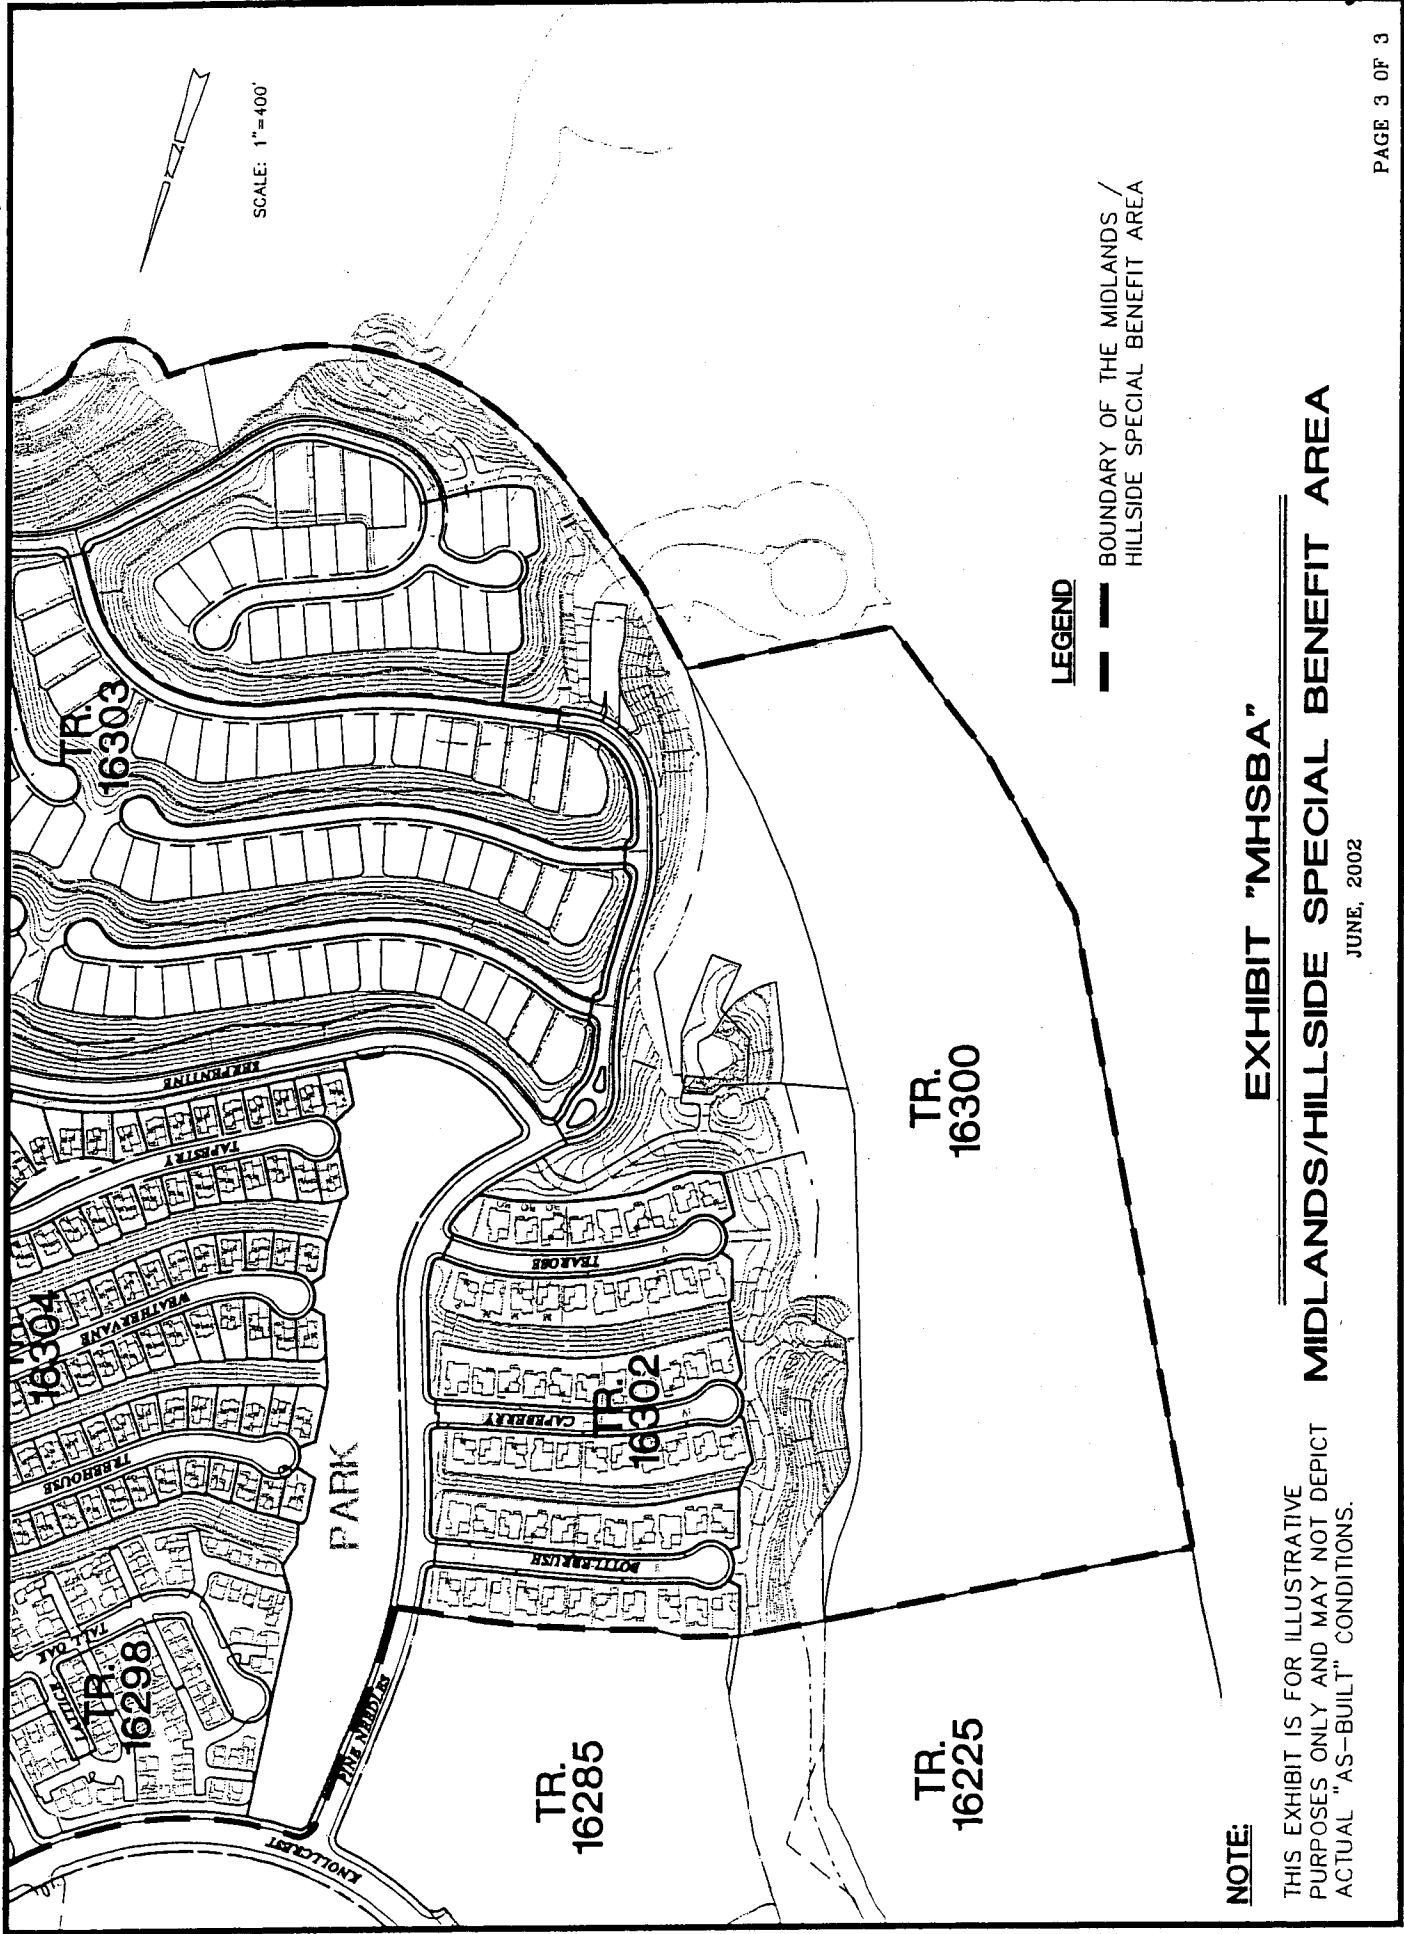 SCALE: 1"=400'
TR.
16303
SERPENTINE
TAPESTRY
WEATHERVANE
16304
TREEHOUSE
TALL OAK
LATTICE
TR.
16298
PARK
TEAROSE
CAPEBERRY
TR.
16302
BOTTLEBRUSH
PINE NEEDLES
KNOLLCREST
TR.
16285
TR.
16225
TR.
16300
LEGEND
BOUNDARY OF THE MIDLANDS /
HILLSIDE SPECIAL BENEFIT AREA
NOTE:
THIS EXHIBIT IS FOR ILLUSTRATIVE
PURPOSES ONLY AND MAY NOT DEPICT
ACTUAL "AS-BUILT" CONDITIONS.
EXHIBIT "MHSBA"
MIDLANDS/HILLSIDE SPECIAL BENEFIT AREA
JUNE, 2002
PAGE 3 OF 3